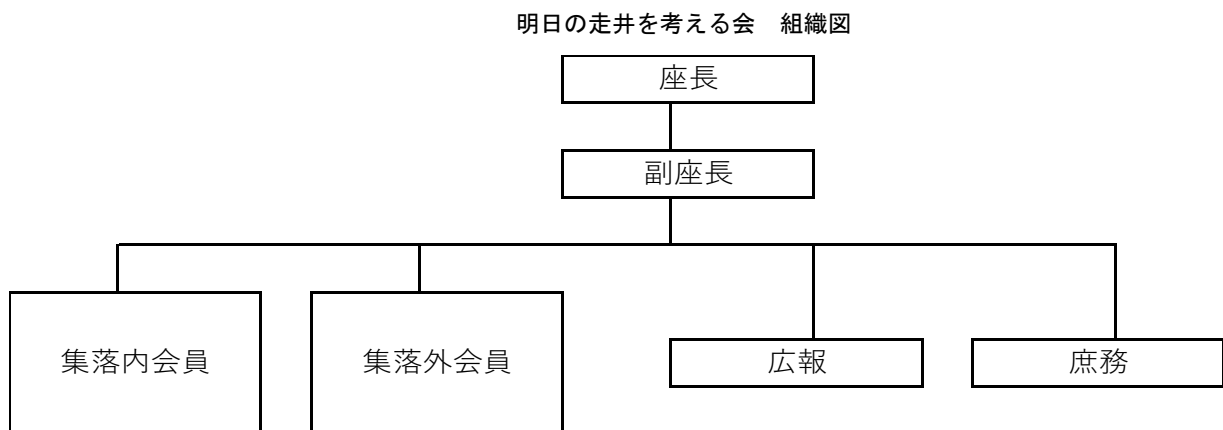 明日の走井を考える会　組織図
座長
副座長
集落内会員
集落外会員
広報
庶務